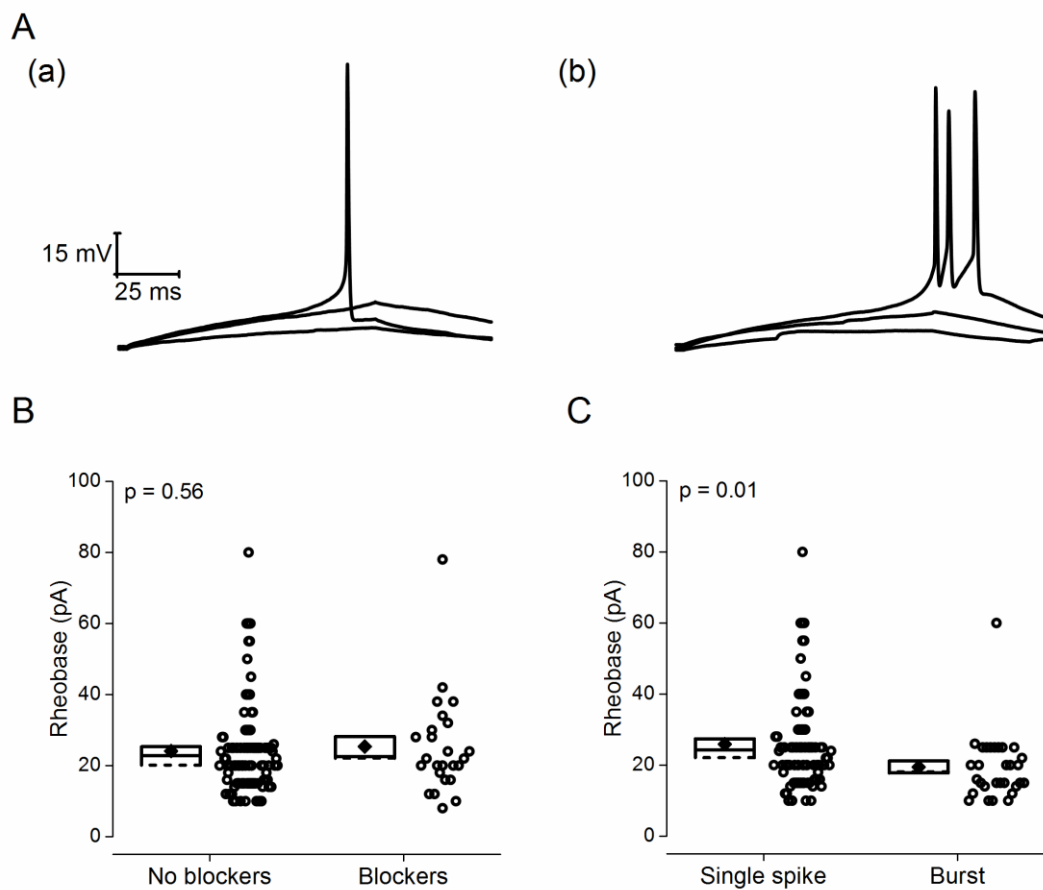 A
(a)
(b)
15 mV
25 ms
B
C
100
80
60
40
20
0
Rheobase (pA)
p = 0.56
No blockers
Blockers
100
80
60
40
20
0
Rheobase (pA)
p = 0.01
Single spike
Burst